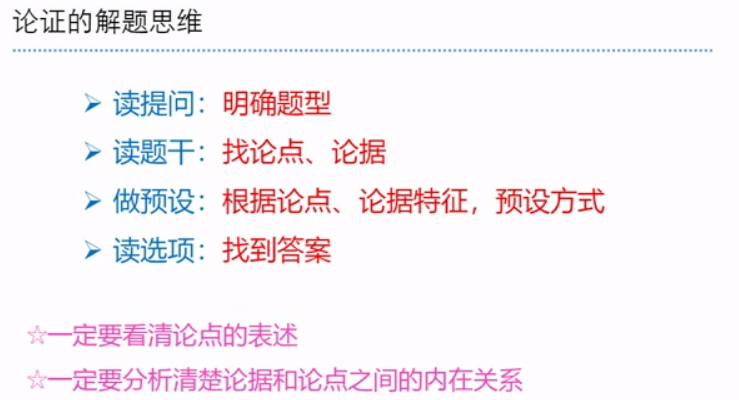 论证的解题思维
➢ 读提问：明确题型
➢ 读题干：找论点、论据
➢ 做预设：根据论点、论据特征，预设方式
➢ 读选项：找到答案
☆一定要看清论点的表述
☆一定要分析清楚论据和论点之间的内在关系